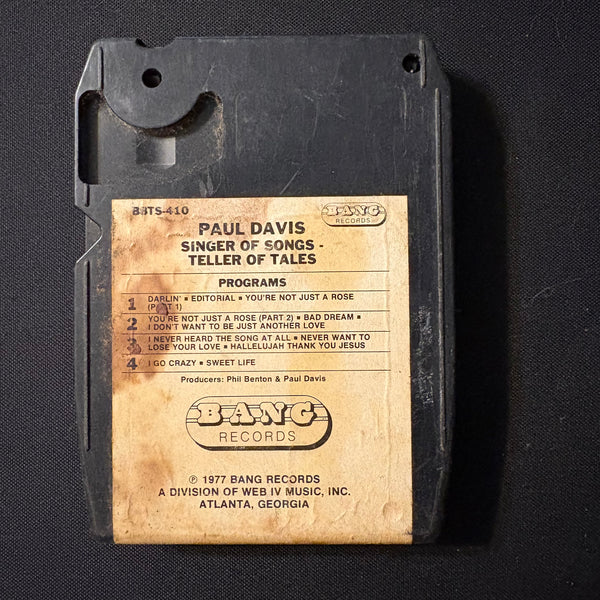 BBTS-410
BANG
RECORDS
PAUL DAVIS
SINGER OF SONGS -
TELLER OF TALES
PROGRAMS
1 DARLIN' ▪ EDITORIAL ▪ YOU'RE NOT JUST A ROSE
(PART 1)
2 YOU'RE NOT JUST A ROSE (PART 2) ▪ BAD DREAM ▪
I DON'T WANT TO BE JUST ANOTHER LOVE
3 I NEVER HEARD THE SONG AT ALL ▪ NEVER WANT TO
LOSE YOUR LOVE ▪ HALLELUJAH THANK YOU JESUS
4 I GO CRAZY ▪ SWEET LIFE
Producers: Phil Benton & Paul Davis
BANG
RECORDS
℗ 1977 BANG RECORDS
A DIVISION OF WEB IV MUSIC, INC.
ATLANTA, GEORGIA